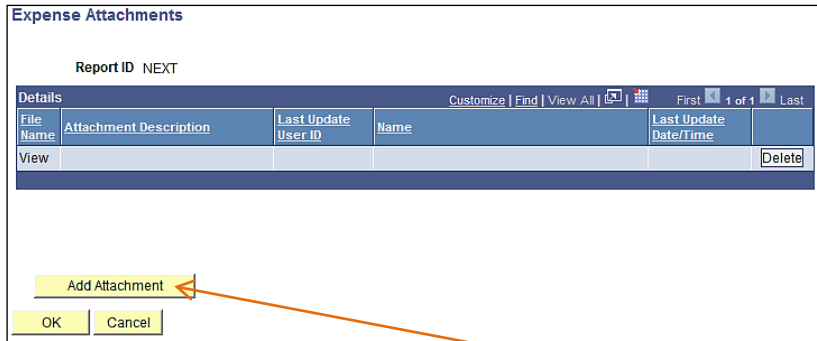 Expense Attachments
Report ID NEXT
Details Customize | Find | View All | | First 1 of 1 Last
File Name Attachment Description Last Update User ID Name Last Update Date/Time
View Delete
Add Attachment
OK Cancel